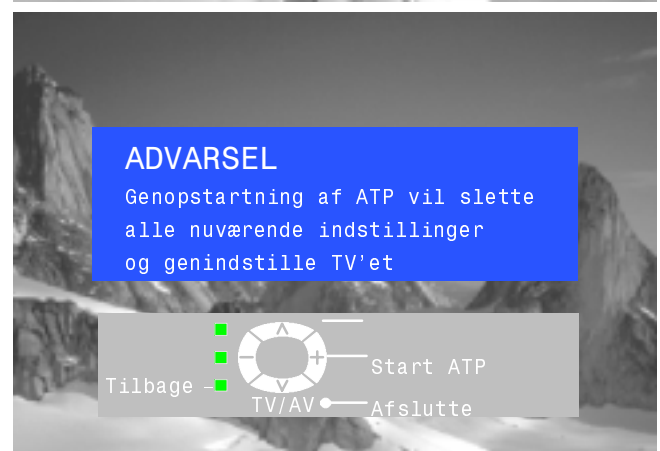 ADVARSEL
Genopstartning af ATP vil slette
alle nuværende indstillinger
og genindstille TV'et
Start ATP
Tilbage
TV/AV
Afslutte